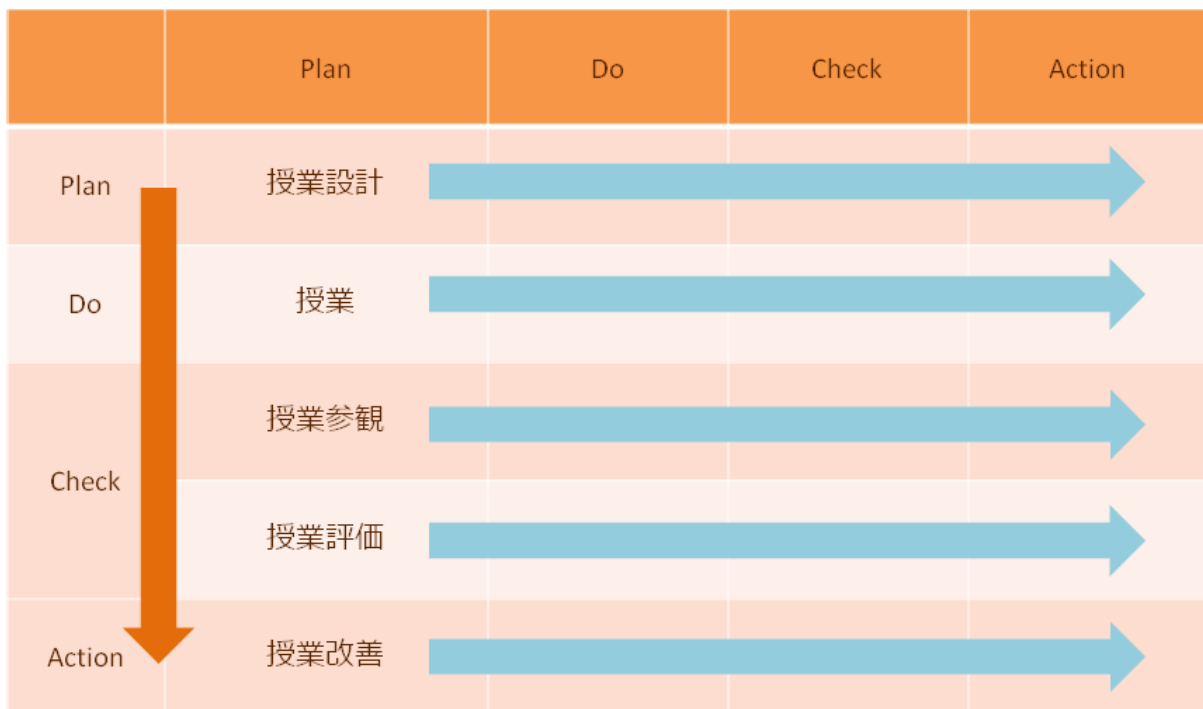 Plan Do Check Action
Plan 授業設計
Do 授業
Check
授業参観
授業評価
Action 授業改善